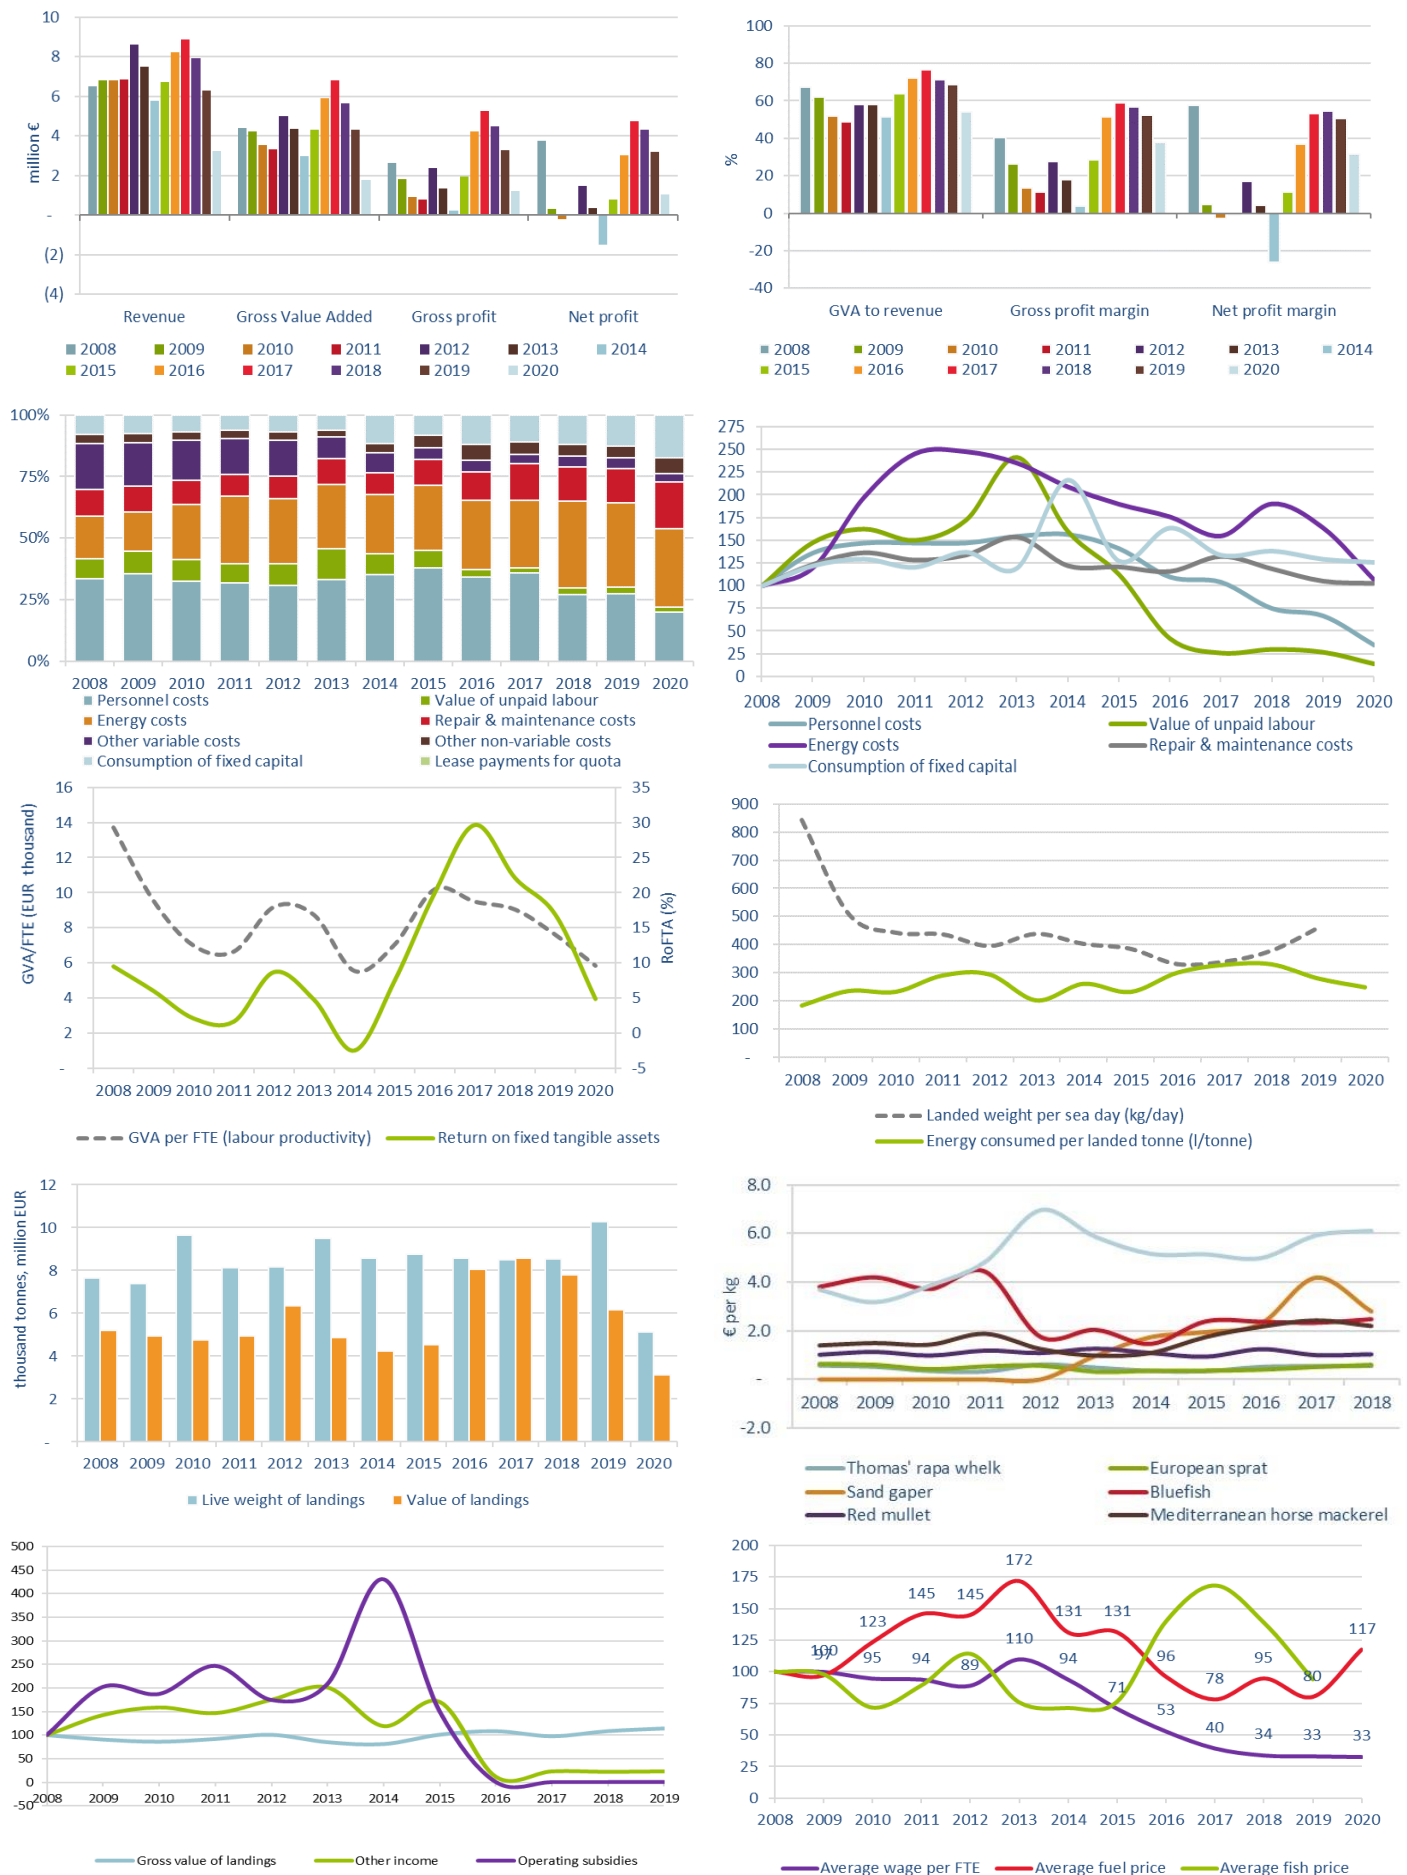 10
8
6
4
2
-
(2)
(4)
million €
Revenue Gross Value Added Gross profit Net profit
2008 2009 2010 2011 2012 2013 2014
2015 2016 2017 2018 2019 2020
100
80
60
40
20
0
-20
-40
%
GVA to revenue Gross profit margin Net profit margin
2008 2009 2010 2011 2012 2013 2014
2015 2016 2017 2018 2019 2020
100%
75%
50%
25%
0%
2008 2009 2010 2011 2012 2013 2014 2015 2016 2017 2018 2019 2020
Personnel costs Value of unpaid labour
Energy costs Repair & maintenance costs
Other variable costs Other non-variable costs
Consumption of fixed capital Lease payments for quota
275
250
225
200
175
150
125
100
75
50
25
0
2008 2009 2010 2011 2012 2013 2014 2015 2016 2017 2018 2019 2020
Personnel costs Value of unpaid labour
Energy costs Repair & maintenance costs
Consumption of fixed capital
16
14
12
10
8
6
4
2
-
GVA/FTE (EUR thousand)
35
30
25
20
15
10
5
0
-5
RoFTA (%)
2008 2009 2010 2011 2012 2013 2014 2015 2016 2017 2018 2019 2020
GVA per FTE (labour productivity) Return on fixed tangible assets
900
800
700
600
500
400
300
200
100
-
2008 2009 2010 2011 2012 2013 2014 2015 2016 2017 2018 2019 2020
Landed weight per sea day (kg/day)
Energy consumed per landed tonne (l/tonne)
12
10
8
6
4
2
-
thousand tonnes, million EUR
2008 2009 2010 2011 2012 2013 2014 2015 2016 2017 2018 2019 2020
Live weight of landings Value of landings
8.0
6.0
4.0
2.0
-
-2.0
€ per kg
2008 2009 2010 2011 2012 2013 2014 2015 2016 2017 2018
Thomas' rapa whelk European sprat
Sand gaper Bluefish
Red mullet Mediterranean horse mackerel
500
450
400
350
300
250
200
150
100
50
0
-50
2008 2009 2010 2011 2012 2013 2014 2015 2016 2017 2018 2019
Gross value of landings Other income Operating subsidies
200
175
150
125
100
75
50
25
0
100 95 94 89 110 94 71 53 40 34 33 33
97 123 145 145 172 131 131 96 78 95 80 117
2008 2009 2010 2011 2012 2013 2014 2015 2016 2017 2018 2019 2020
Average wage per FTE Average fuel price Average fish price